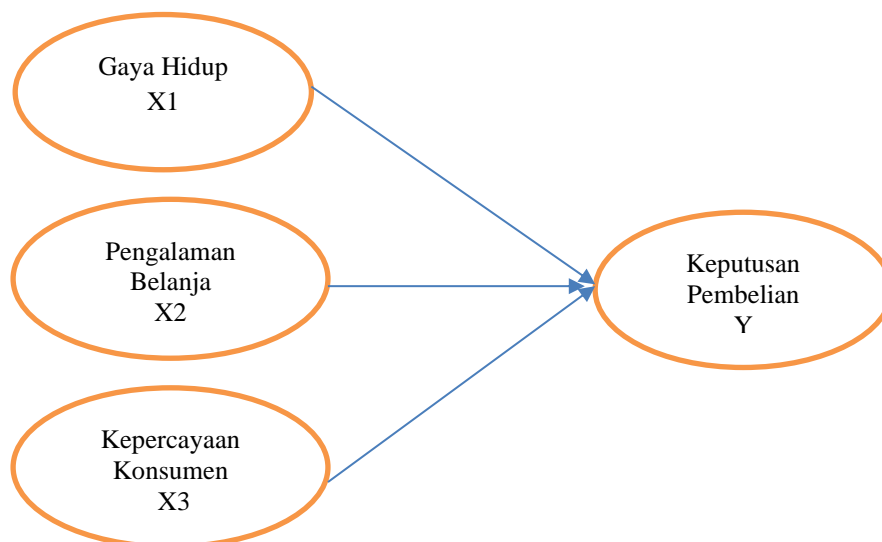 Gaya Hidup
X1
Pengalaman
Belanja
X2
Keputusan
Pembelian
Y
Kepercayaan
Konsumen
X3